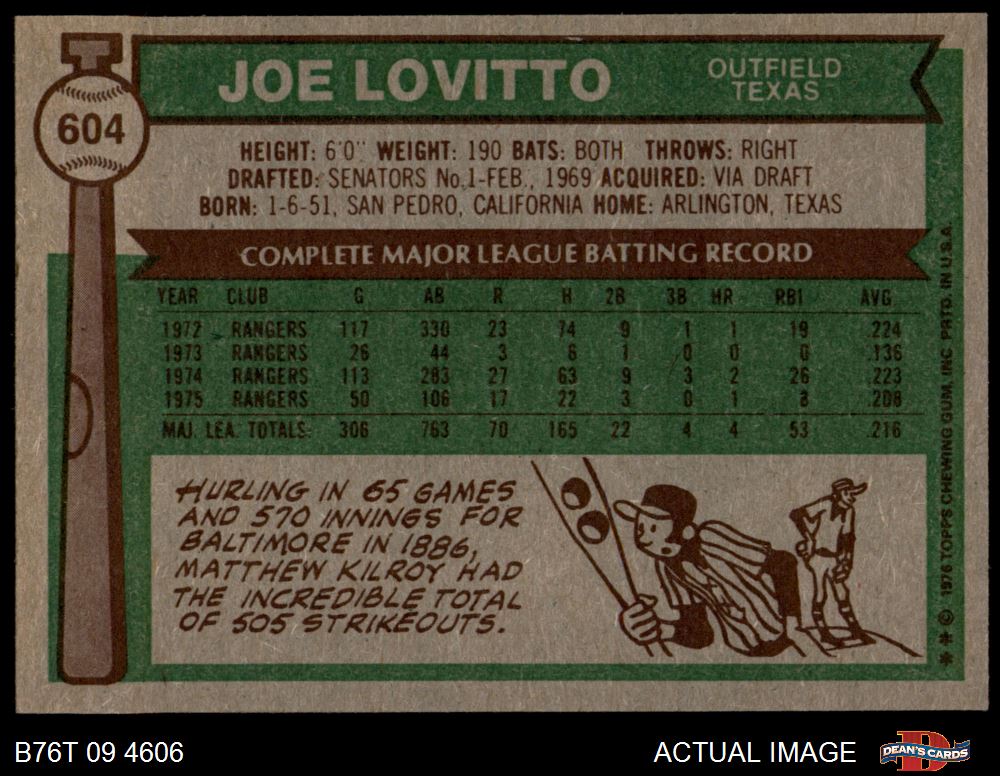 604
JOE LOVITTO
OUTFIELD
TEXAS
HEIGHT: 6'0" WEIGHT: 190 BATS: BOTH THROWS: RIGHT
DRAFTED: SENATORS No.1-FEB., 1969 ACQUIRED: VIA DRAFT
BORN: 1-6-51, SAN PEDRO, CALIFORNIA HOME: ARLINGTON, TEXAS
COMPLETE MAJOR LEAGUE BATTING RECORD
YEAR CLUB G AB R H 2B 3B HR RBI AVG
1972 RANGERS 117 330 23 74 9 1 1 19 .224
1973 RANGERS 26 44 3 6 1 0 0 0 .136
1974 RANGERS 113 283 27 63 9 3 2 26 .223
1975 RANGERS 50 106 17 22 3 0 1 8 .208
MAJ. LEA. TOTALS: 306 763 70 165 22 4 4 53 .216
HURLING IN 65 GAMES
AND 570 INNINGS FOR
BALTIMORE IN 1886,
MATTHEW KILROY HAD
THE INCREDIBLE TOTAL
OF 505 STRIKEOUTS.
* * © 1976 TOPPS CHEWING GUM, INC. PRTD. IN U.S.A.
B76T 09 4606
ACTUAL IMAGE
D
DEAN'S CARDS